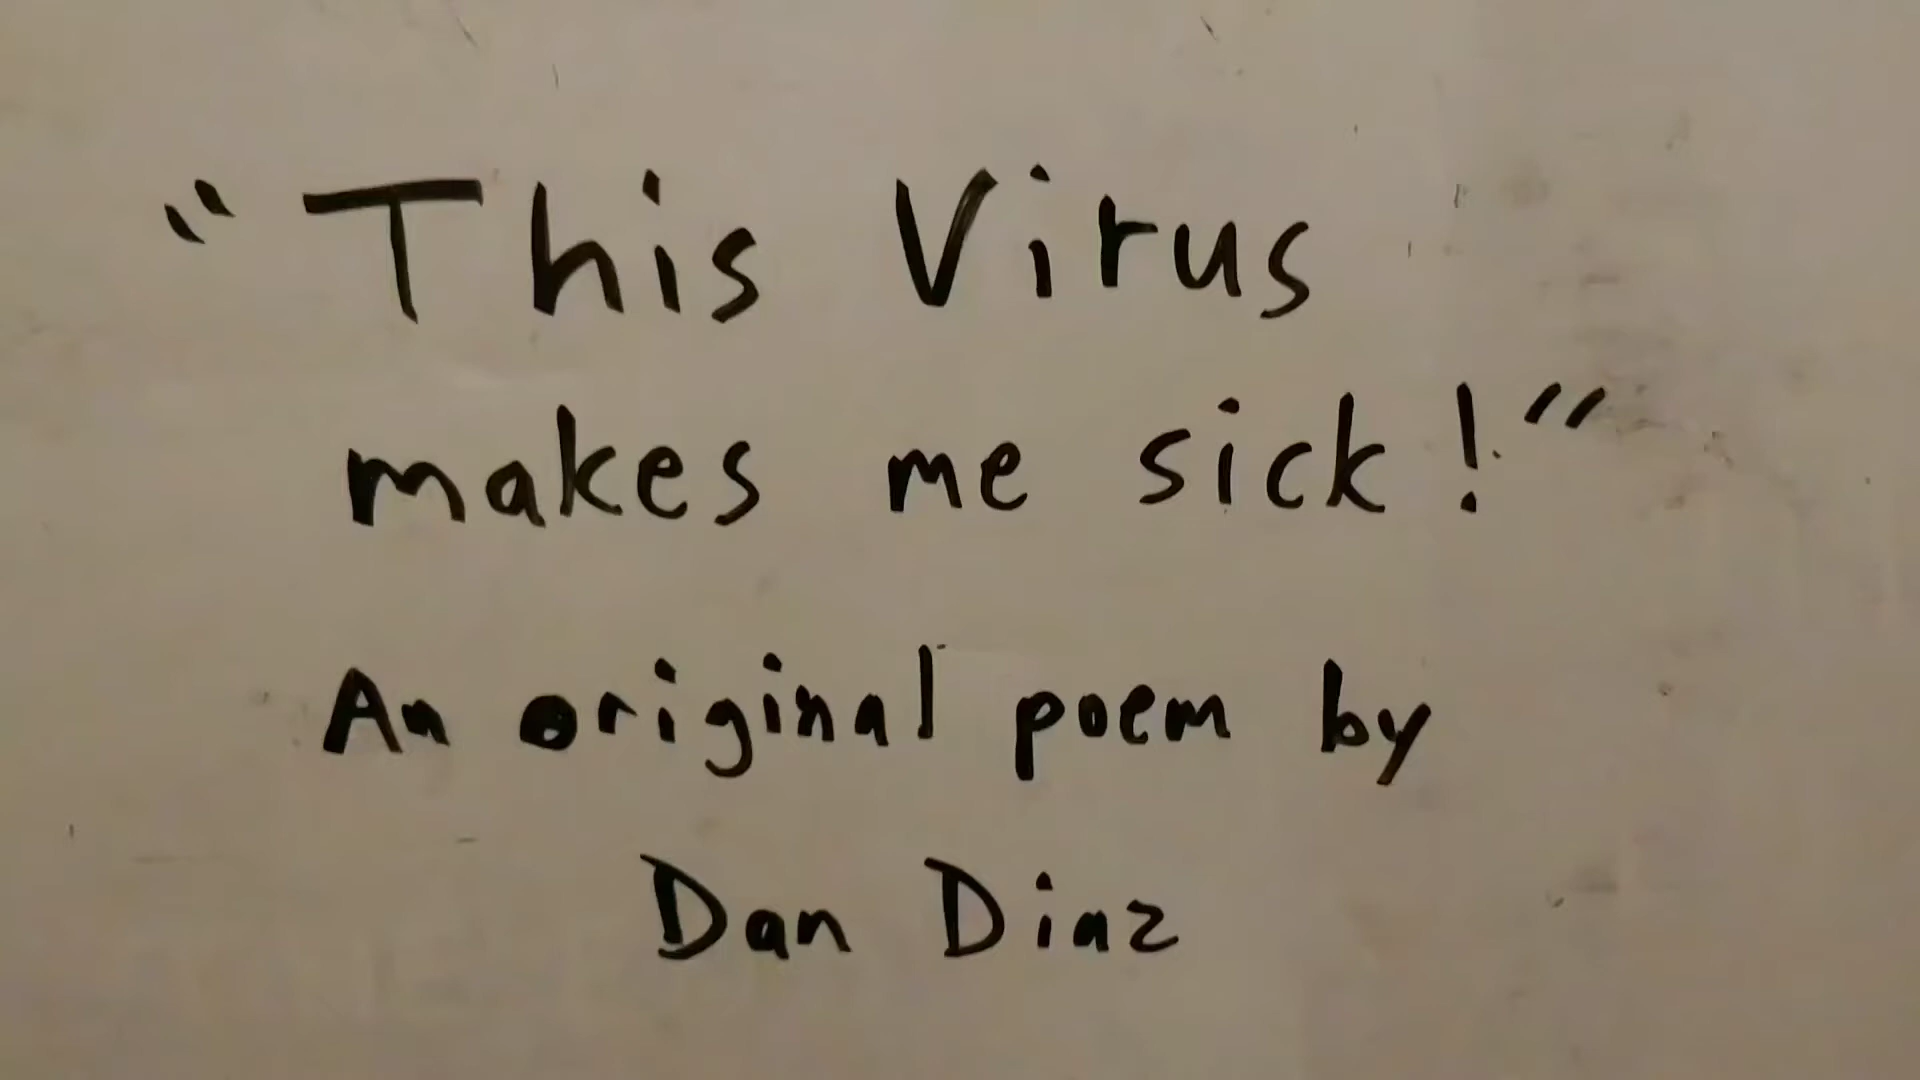 “This Virus
makes me sick!”
An original poem by
Dan Diaz